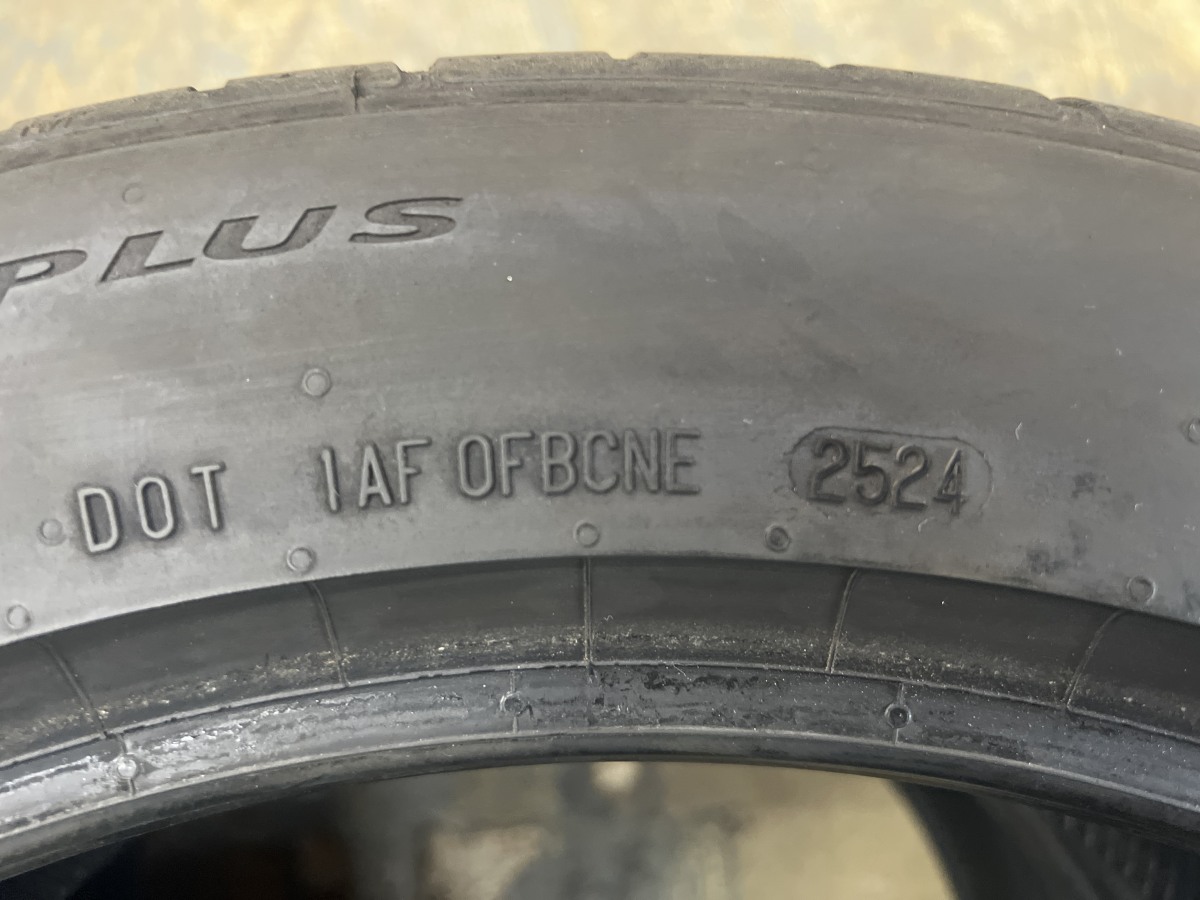 PLUS
DOT 1AF 0FBCNE 2524